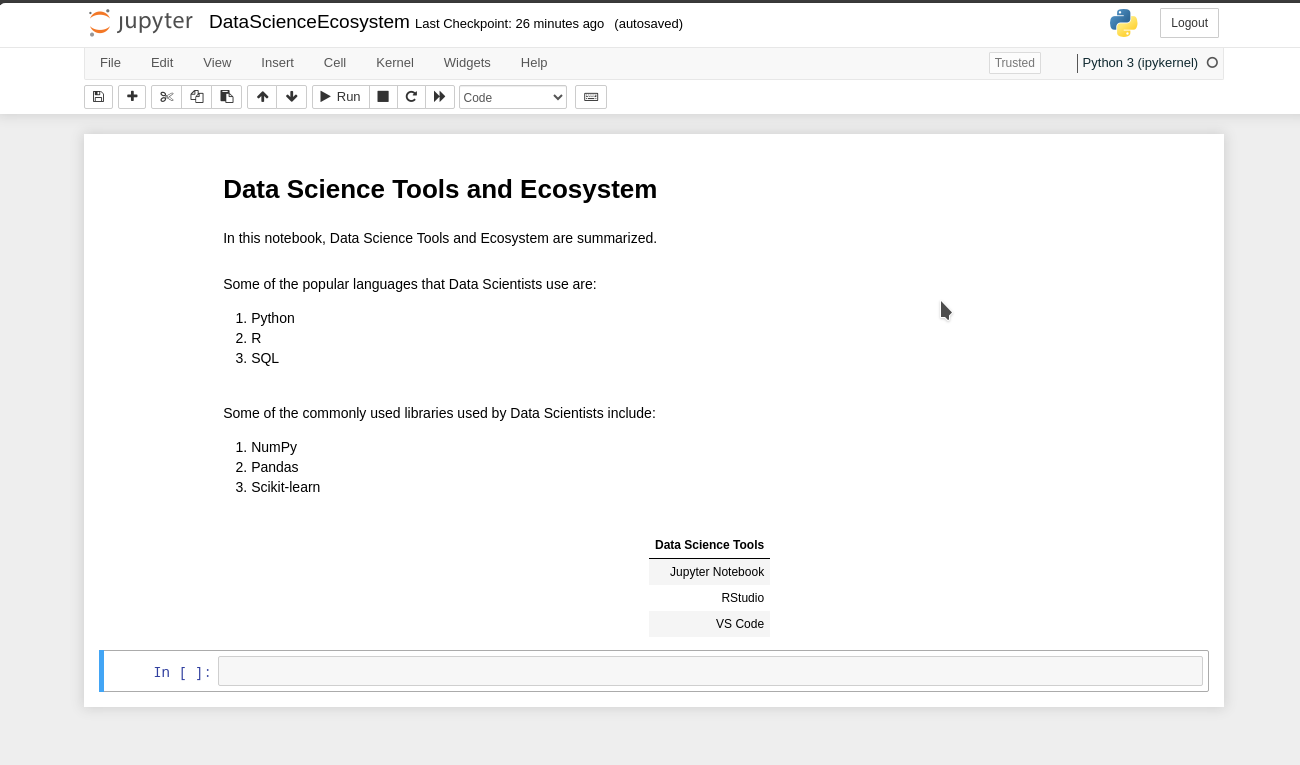 jupyter DataScienceEcosystem Last Checkpoint: 26 minutes ago (autosaved) Logout
File Edit View Insert Cell Kernel Widgets Help Trusted Python 3 (ipykernel)
Run Code
Data Science Tools and Ecosystem
In this notebook, Data Science Tools and Ecosystem are summarized.
Some of the popular languages that Data Scientists use are:
1. Python
2. R
3. SQL
Some of the commonly used libraries used by Data Scientists include:
1. NumPy
2. Pandas
3. Scikit-learn
Data Science Tools
Jupyter Notebook
RStudio
VS Code
In [ ]: